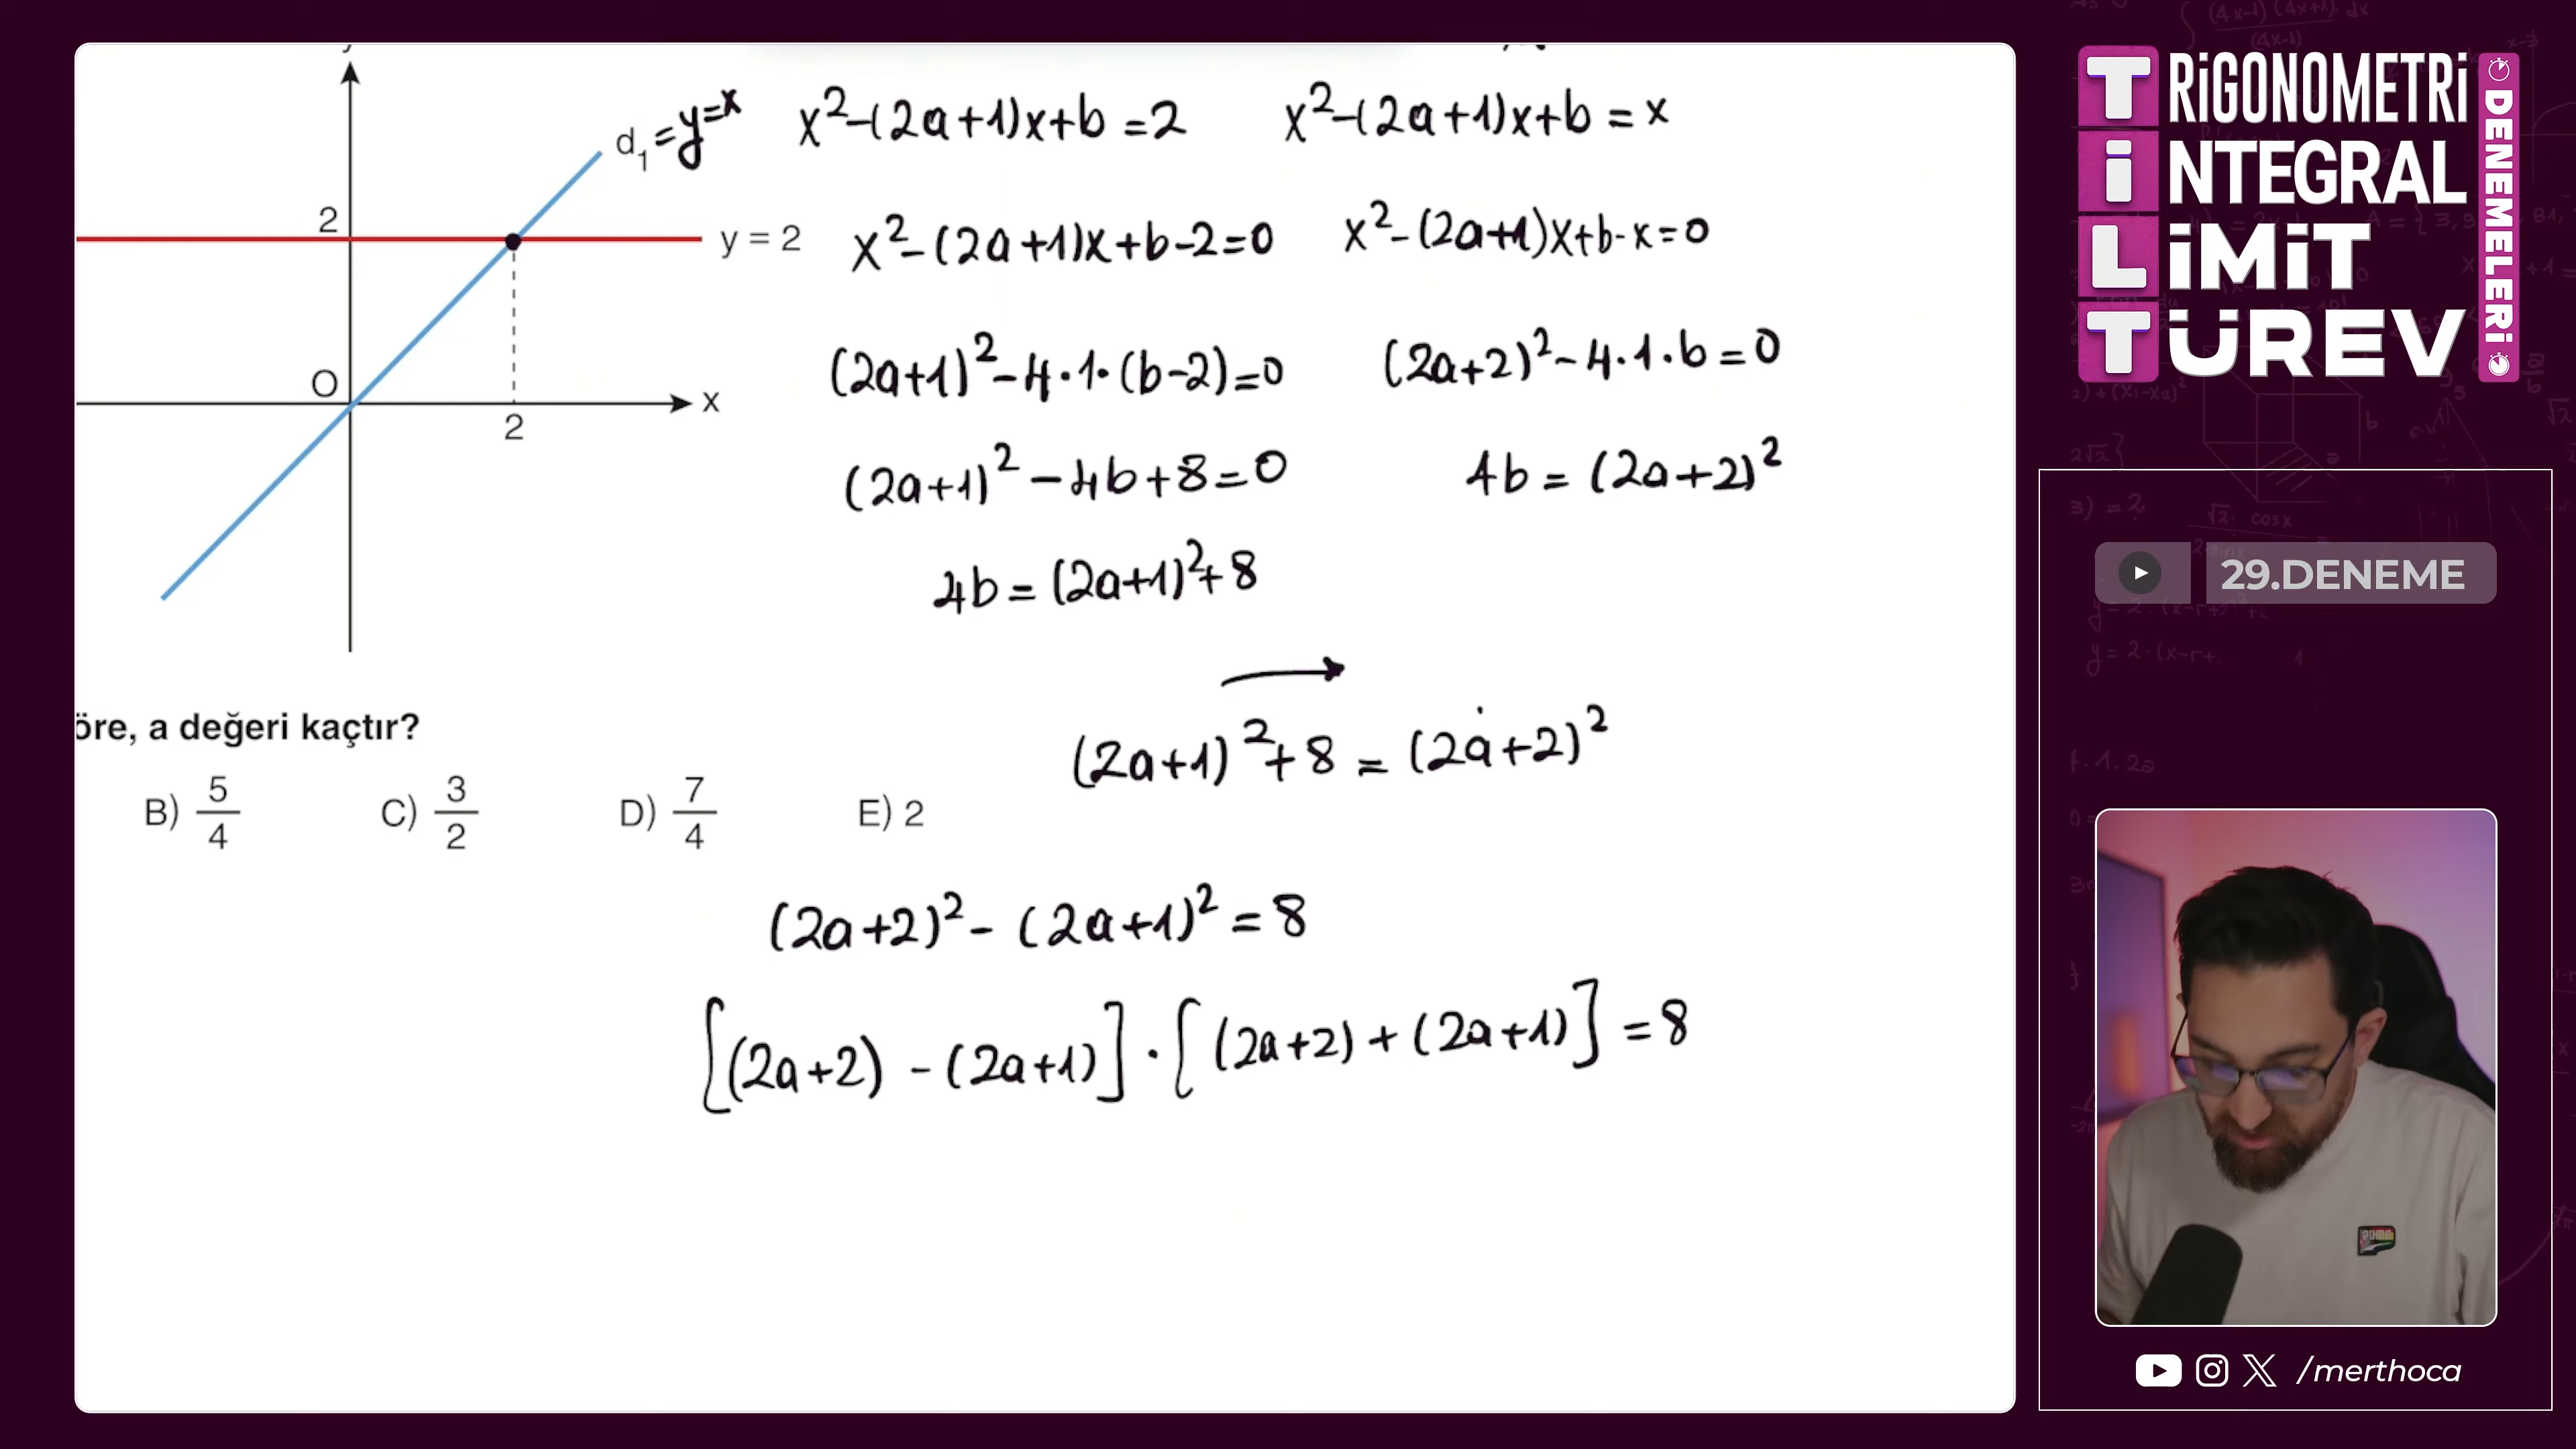 d₁ = y=x
2
y = 2
O
x
2
x²-(2a+1)x+b=2
x²-(2a+1)x+b-2=0
(2a+1)²-4·1·(b-2)=0
(2a+1)²-4b+8=0
4b=(2a+1)²+8
x²-(2a+1)x+b=x
x²-(2a+1)x+b-x=0
(2a+2)²-4·1·b=0
4b=(2a+2)²
(2a+1)²+8=(2a+2)²
öre, a değeri kaçtır?
B) 5/4 C) 3/2 D) 7/4 E) 2
(2a+2)²-(2a+1)²=8
[(2a+2)-(2a+1)]·[(2a+2)+(2a+1)]=8
TRiGONOMETRi
iNTEGRAL
LiMiT
TÜREV
DENEMELERi
29.DENEME
PUMA
/merthoca